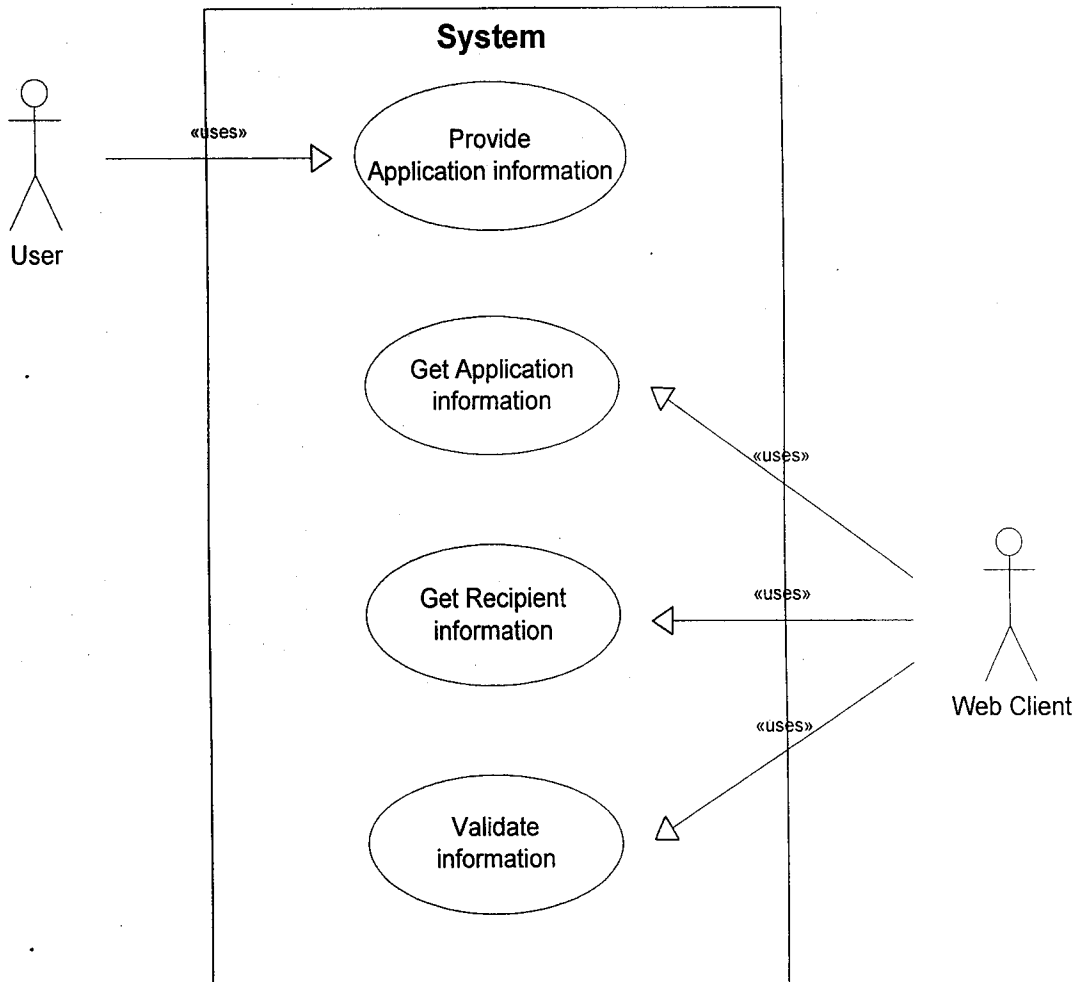 System
«uses»
Provide
Application information
User
Get Application
information
«uses»
Get Recipient
information
«uses»
Web Client
«uses»
Validate
information